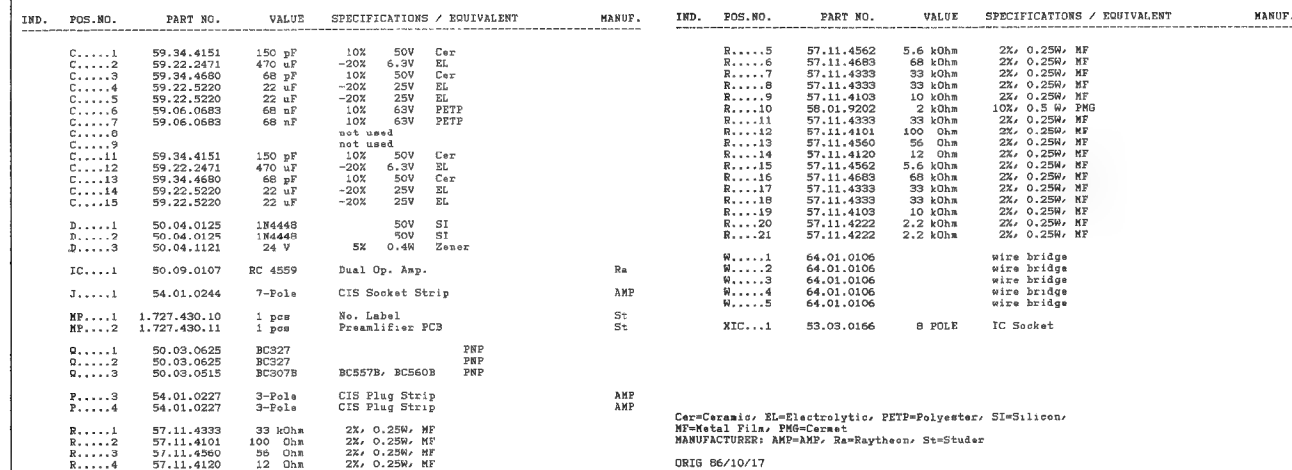 IND. POS.NO. PART NO. VALUE SPECIFICATIONS / EQUIVALENT MANUF.
C.....1 59.34.4151 150 pF 10% 50V Cer
C.....2 59.22.2471 470 uF -20% 6.3V EL
C.....3 59.34.4680 68 pF 10% 50V Cer
C.....4 59.22.5220 22 uF -20% 25V EL
C.....5 59.22.5220 22 uF -20% 25V EL
C.....6 59.06.0683 68 nF 10% 63V PETP
C.....7 59.06.0683 68 nF 10% 63V PETP
C.....8 not used
C.....9 not used
C....11 59.34.4151 150 pF 10% 50V Cer
C....12 59.22.2471 470 uF -20% 6.3V EL
C....13 59.34.4680 68 pF 10% 50V Cer
C....14 59.22.5220 22 uF -20% 25V EL
C....15 59.22.5220 22 uF -20% 25V EL
D.....1 50.04.0125 1N4448 50V SI
D.....2 50.04.0125 1N4448 50V SI
D.....3 50.04.1121 24 V 5% 0.4W Zener
IC....1 50.09.0107 RC 4559 Dual Op. Amp. Ra
J.....1 54.01.0244 7-Pole CIS Socket Strip AMP
MP....1 1.727.430.10 1 pcs No. Label St
MP....2 1.727.430.11 1 pcs Preamlifier PCB St
Q.....1 50.03.0625 BC327 PNP
Q.....2 50.03.0625 BC327 PNP
Q.....3 50.03.0515 BC307B BC557B, BC560B PNP
P.....3 54.01.0227 3-Pole CIS Plug Strip AMP
P.....4 54.01.0227 3-Pole CIS Plug Strip AMP
R.....1 57.11.4333 33 kOhm 2%, 0.25W, MF
R.....2 57.11.4101 100 Ohm 2%, 0.25W, MF
R.....3 57.11.4560 56 Ohm 2%, 0.25W, MF
R.....4 57.11.4120 12 Ohm 2%, 0.25W, MF
IND. POS.NO. PART NO. VALUE SPECIFICATIONS / EQUIVALENT MANUF.
R.....5 57.11.4562 5.6 kOhm 2%, 0.25W, MF
R.....6 57.11.4683 68 kOhm 2%, 0.25W, MF
R.....7 57.11.4333 33 kOhm 2%, 0.25W, MF
R.....8 57.11.4333 33 kOhm 2%, 0.25W, MF
R.....9 57.11.4103 10 kOhm 2%, 0.25W, MF
R....10 58.01.9202 2 kOhm 10%, 0.5 W, PMG
R....11 57.11.4333 33 kOhm 2%, 0.25W, MF
R....12 57.11.4101 100 Ohm 2%, 0.25W, MF
R....13 57.11.4560 56 Ohm 2%, 0.25W, MF
R....14 57.11.4120 12 Ohm 2%, 0.25W, MF
R....15 57.11.4562 5.6 kOhm 2%, 0.25W, MF
R....16 57.11.4683 68 kOhm 2%, 0.25W, MF
R....17 57.11.4333 33 kOhm 2%, 0.25W, MF
R....18 57.11.4333 33 kOhm 2%, 0.25W, MF
R....19 57.11.4103 10 kOhm 2%, 0.25W, MF
R....20 57.11.4222 2.2 kOhm 2%, 0.25W, MF
R....21 57.11.4222 2.2 kOhm 2%, 0.25W, MF
W.....1 64.01.0106 wire bridge
W.....2 64.01.0106 wire bridge
W.....3 64.01.0106 wire bridge
W.....4 64.01.0106 wire bridge
W.....5 64.01.0106 wire bridge
XIC...1 53.03.0166 8 POLE IC Socket
Cer=Ceramic, EL=Electrolytic, PETP=Polyester, SI=Silicon,
MF=Metal Film, PMG=Cermet
MANUFACTURER: AMP=AMP, Ra=Raytheon, St=Studer
ORIG 86/10/17